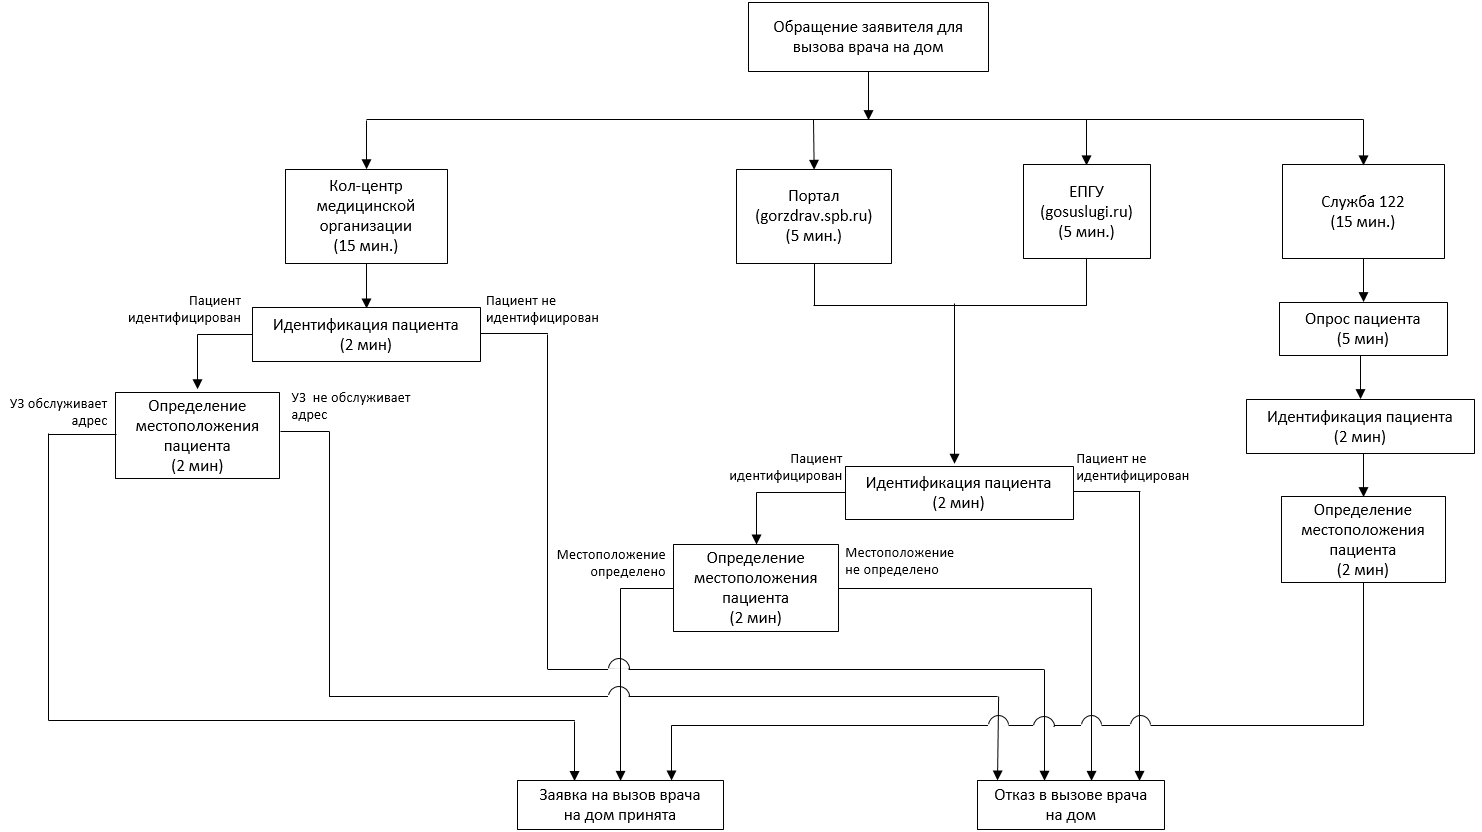 Обращение заявителя для
вызова врача на дом
Кол-центр
медицинской
организации
(15 мин.)
Портал
(gorzdrav.spb.ru)
(5 мин.)
ЕПГУ
(gosuslugi.ru)
(5 мин.)
Служба 122
(15 мин.)
Пациент
идентифицирован
Идентификация пациента
(2 мин)
Пациент не
идентифицирован
Опрос пациента
(5 мин)
УЗ обслуживает
адрес
Определение
местоположения
пациента
(2 мин)
УЗ  не обслуживает
адрес
Идентификация пациента
(2 мин)
Пациент
идентифицирован
Идентификация пациента
(2 мин)
Пациент не
идентифицирован
Определение
местоположения
пациента
(2 мин)
Местоположение
определено
Определение
местоположения
пациента
(2 мин)
Местоположение
не определено
Заявка на вызов врача
на дом принята
Отказ в вызове врача
на дом